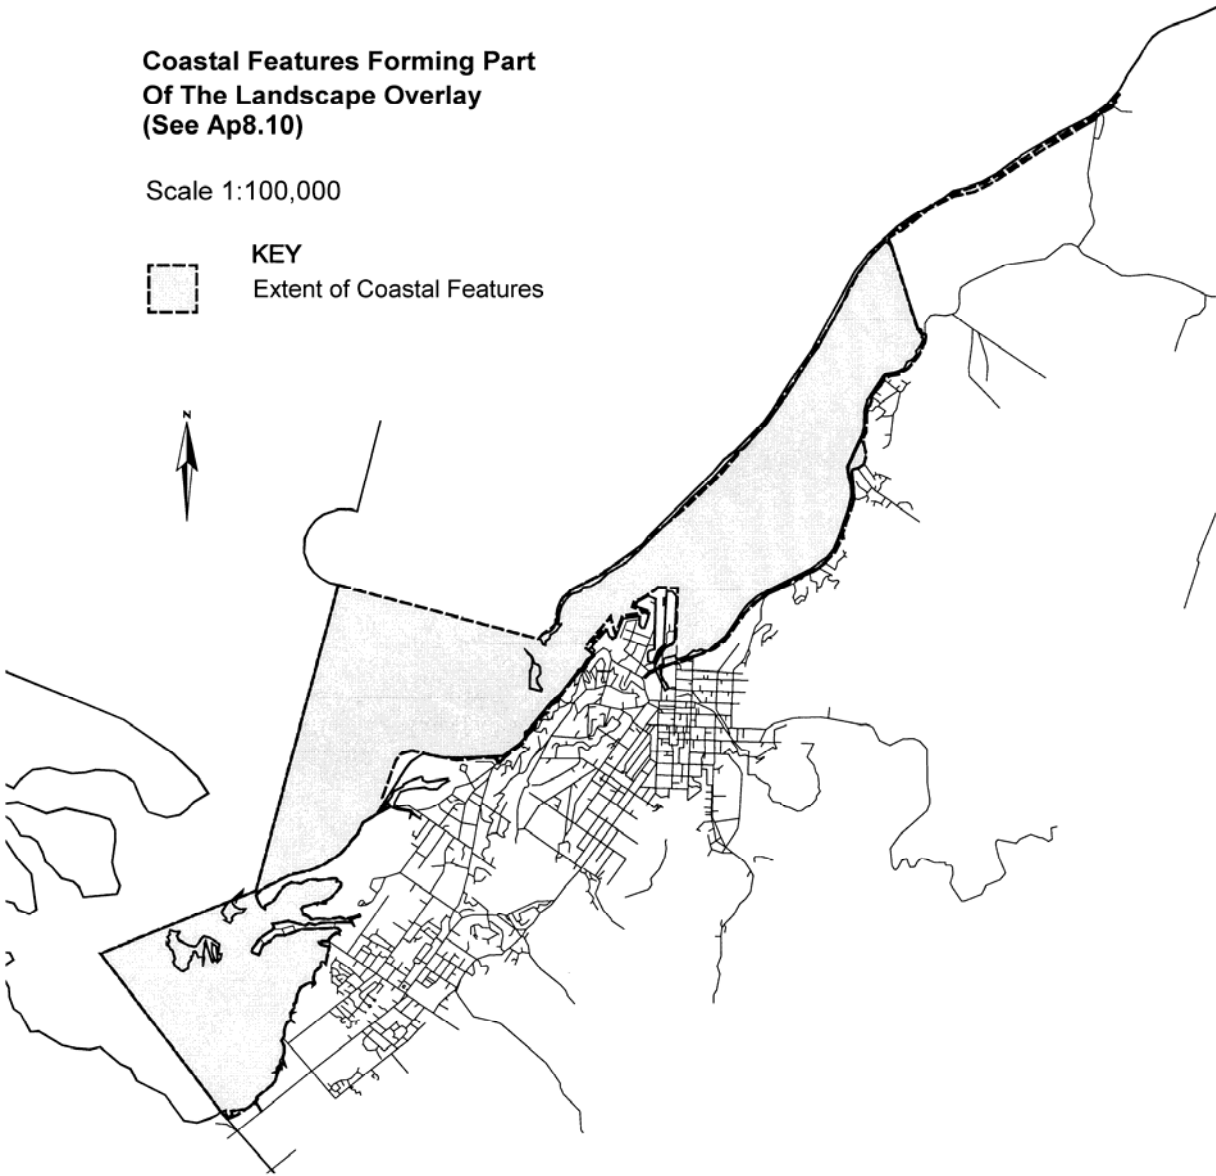 Coastal Features Forming Part
Of The Landscape Overlay
(See Ap8.10)
Scale 1:100,000
KEY
Extent of Coastal Features
N